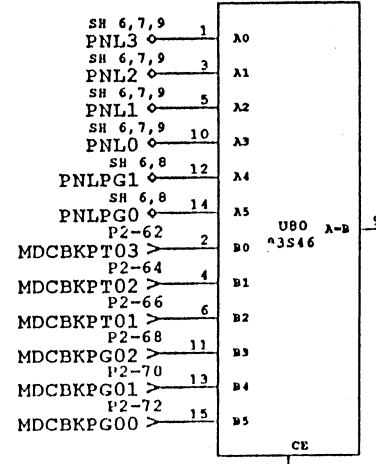 SH 6,7,9
PNL3 1 A0
SH 6,7,9
PNL2 3 A1
SH 6,7,9
PNL1 5 A2
SH 6,7,9
PNL0 10 A3
SH 6,8
PNLPG1 12 A4
SH 6,8
PNLPG0 14 A5
U80 A=B 9
93S46
P2-62
MDCBKPT03 2 B0
P2-64
MDCBKPT02 4 B1
P2-66
MDCBKPT01 6 B2
P2-68
MDCBKPG02 11 B3
P2-70
MDCBKPG01 13 B4
P2-72
MDCBKPG00 15 B5
CE